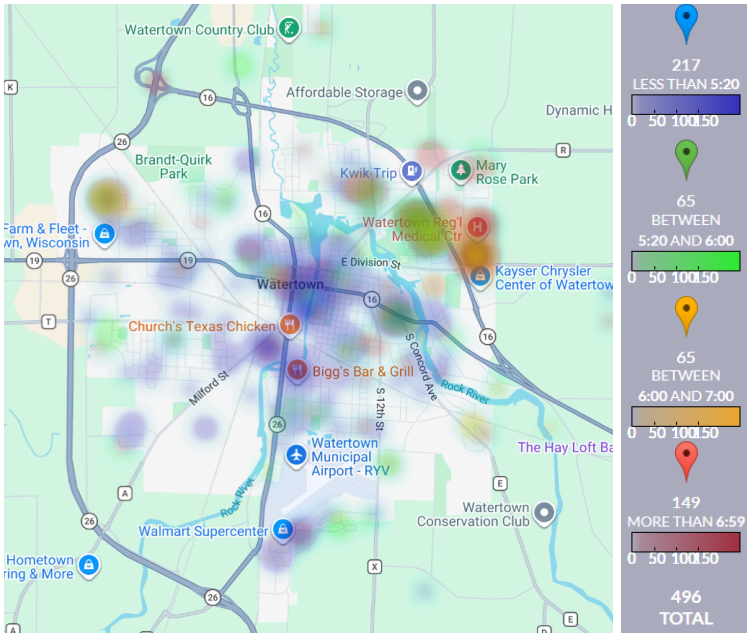 Watertown Country Club
K
16
Affordable Storage
Dynamic H
26
R
Brandt-Quirk
Park
Kwik Trip
Mary
Rose Park
16
Farm & Fleet -
wn, Wisconsin
Watertown Reg'l
Medical Ctr
H
19
19
E Division St
26
Kayser Chrysler
Center of Watertow
Watertown
16
T
Church's Texas Chicken
16
S Concord Ave
Bigg's Bar & Grill
Milford St
S 12th St
Rock River
26
The Hay Loft Ba
Watertown
Municipal
Airport - RYV
E
A
Rock River
Watertown
Conservation Club
26
Walmart Supercenter
Hometown
ring & More
X
26
A
E
D
217
LESS THAN 5:20
0 50 100 150
65
BETWEEN
5:20 AND 6:00
0 50 100 150
65
BETWEEN
6:00 AND 7:00
0 50 100 150
149
MORE THAN 6:59
0 50 100 150
496
TOTAL